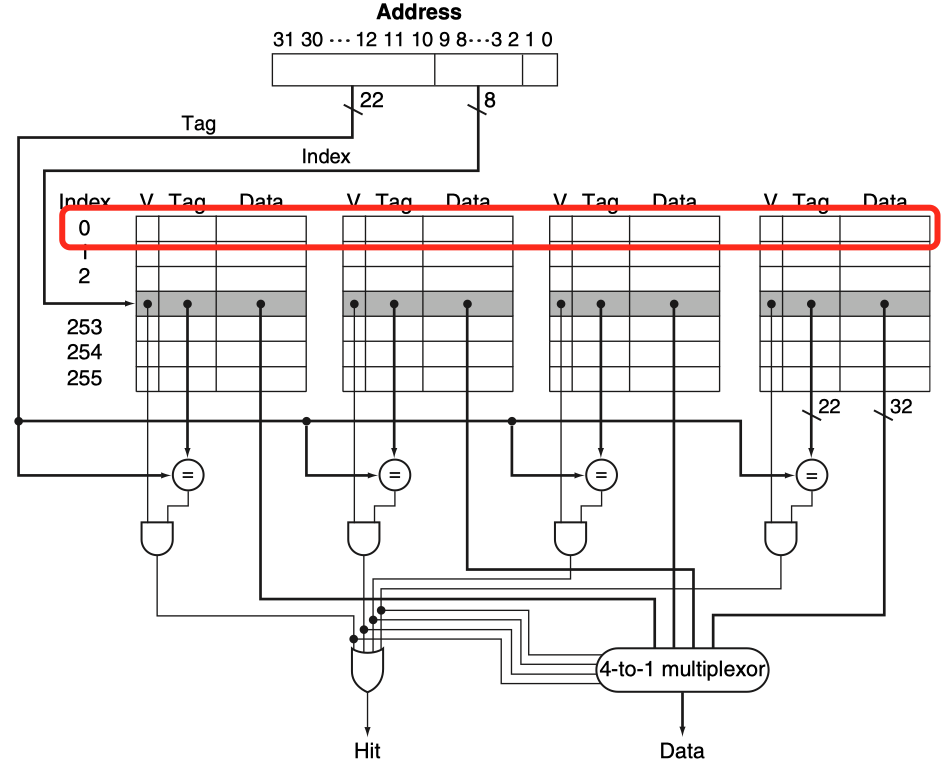 Address
31 30 ··· 12 11 10 9 8···3 2 1 0
22
8
Tag
Index
Index V Tag Data V Tag Data V Tag Data V Tag Data
0
1
2
253
254
255
22 32
= = = =
4-to-1 multiplexor
Hit Data